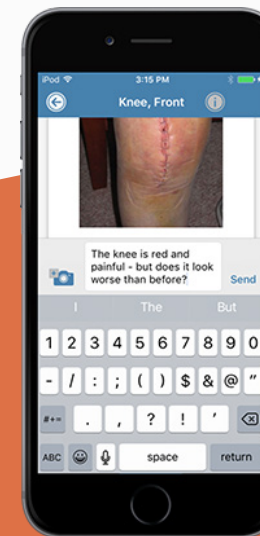 iPod 3:15 PM
Knee, Front
The knee is red and
painful - but does it look
worse than before?
Send
I The But
1 2 3 4 5 6 7 8 9 0
- / : ; ( ) $ & @ "
#+= . , ? ! '
ABC space return